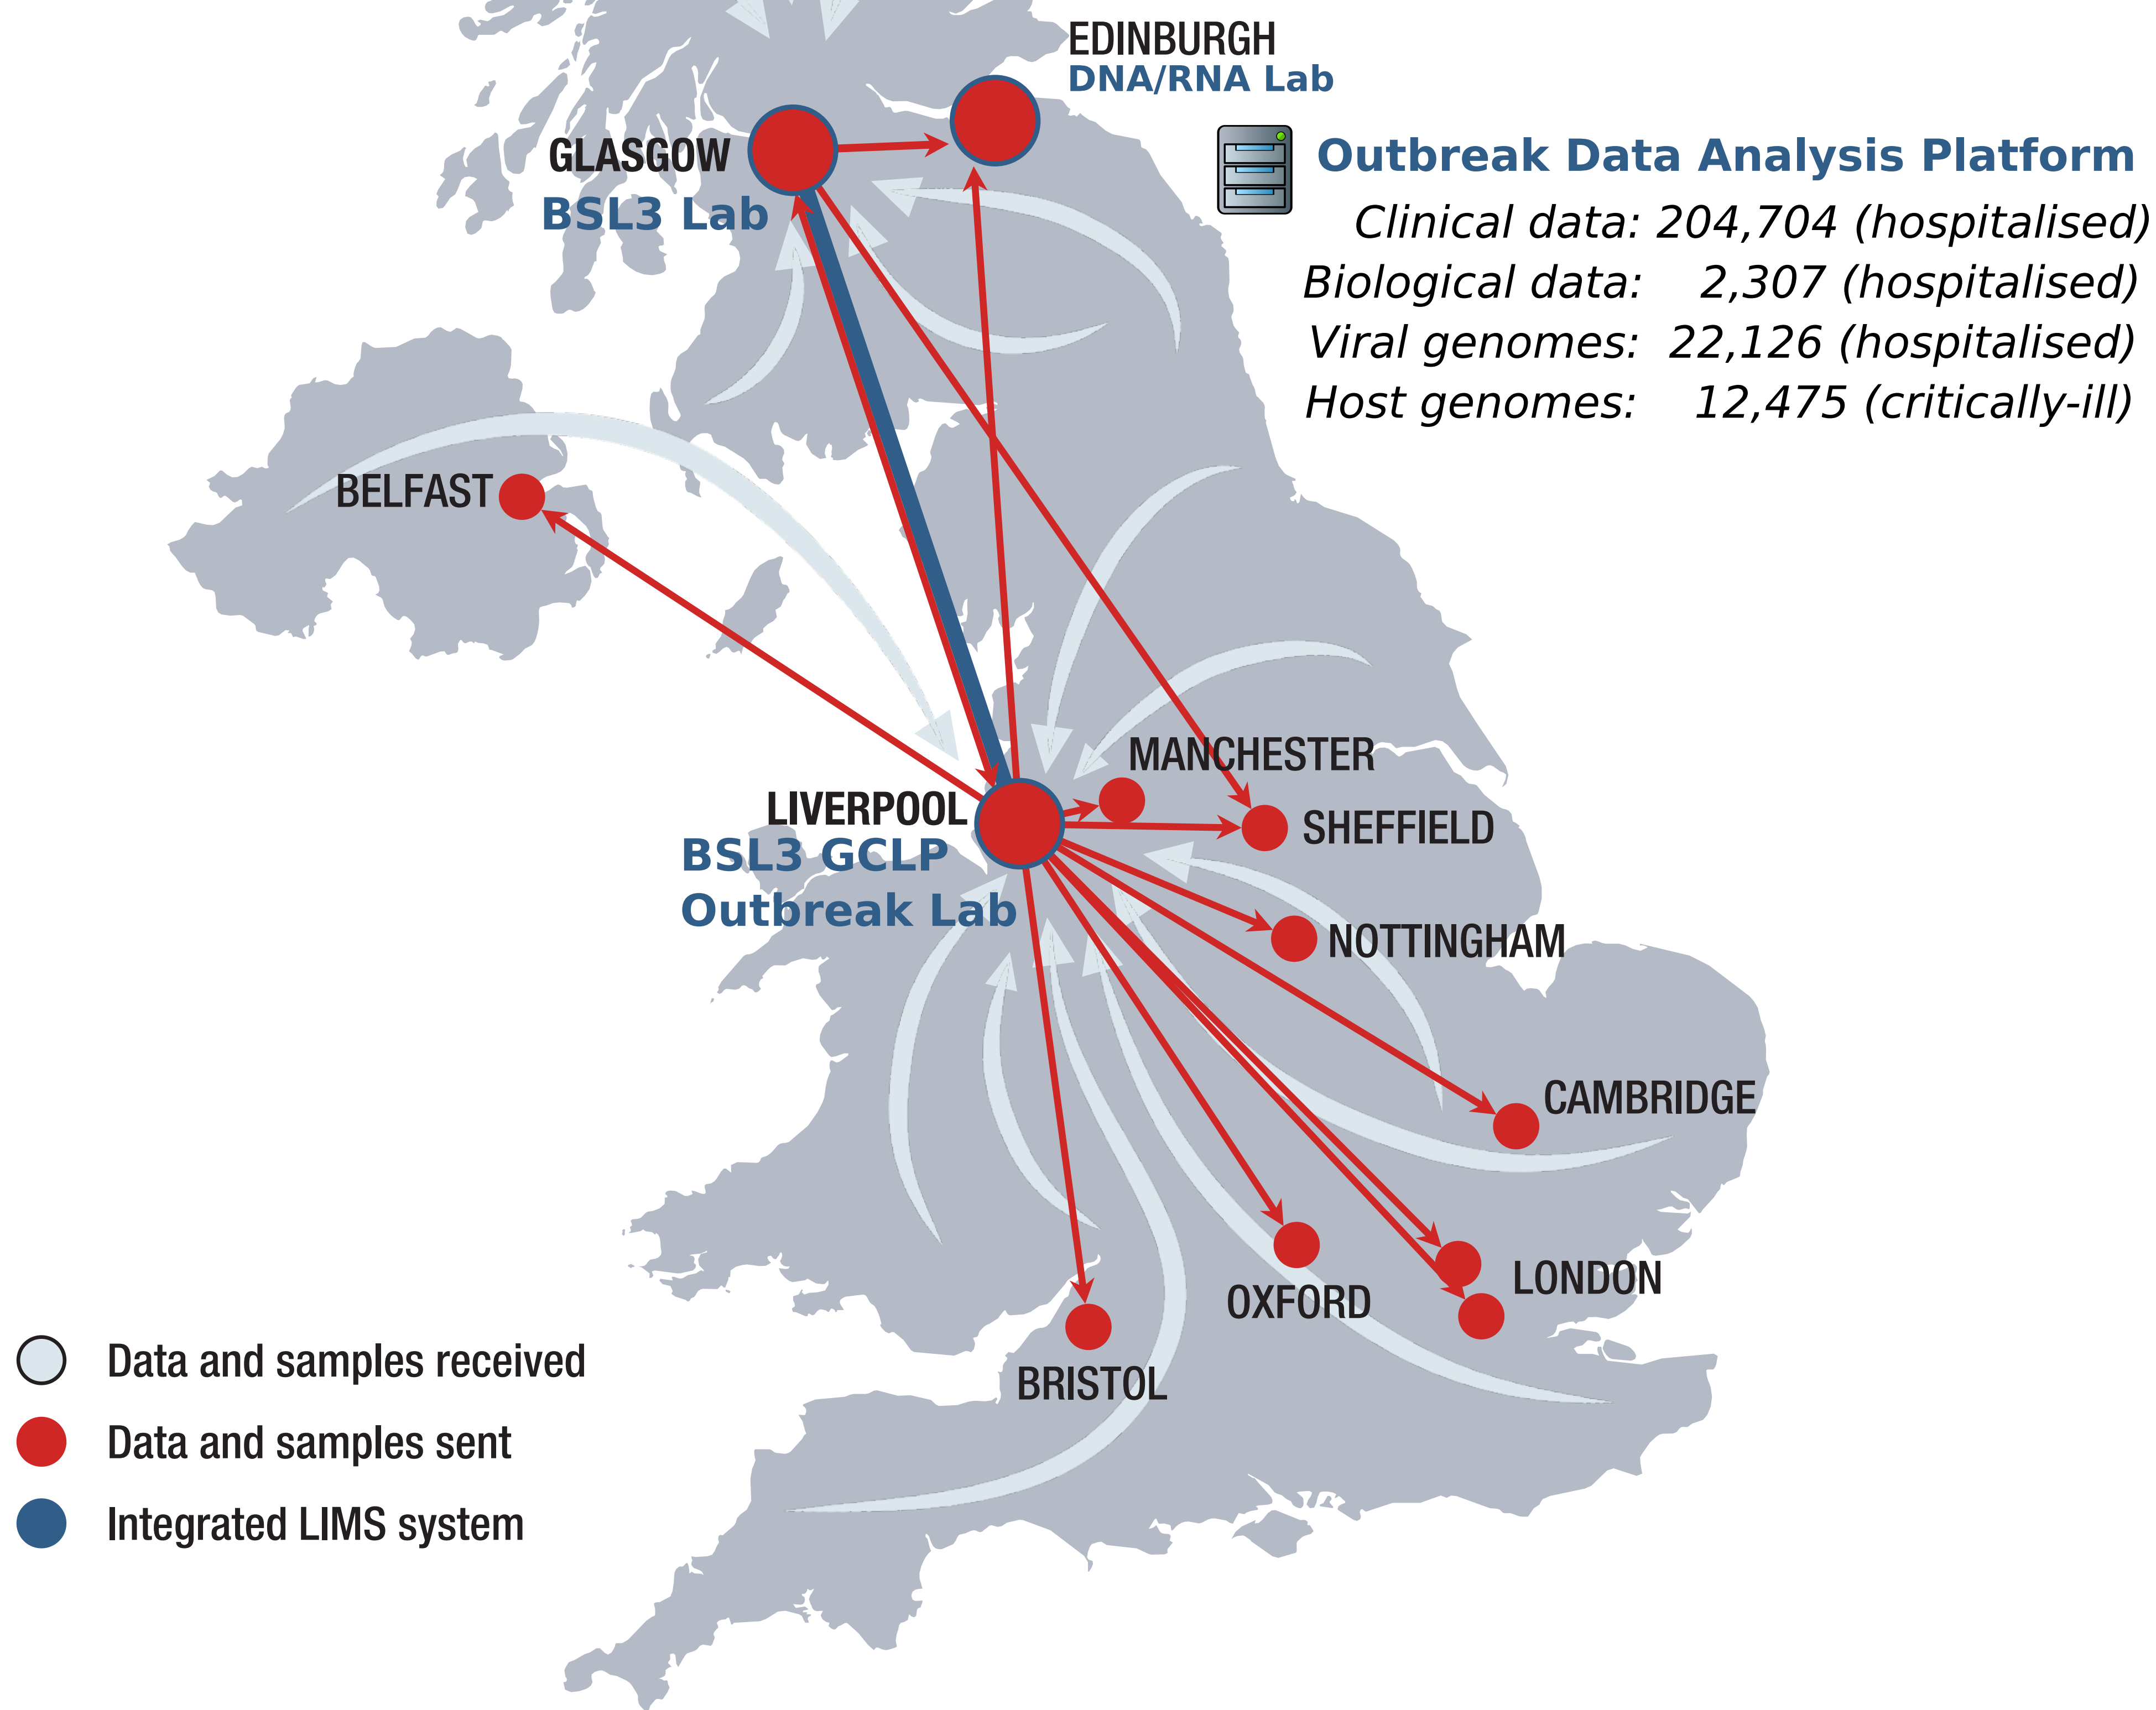 EDINBURGH
DNA/RNA Lab
GLASGOW
BSL3 Lab
Outbreak Data Analysis Platform
Clinical data: 204,704 (hospitalised)
Biological data: 2,307 (hospitalised)
Viral genomes: 22,126 (hospitalised)
Host genomes: 12,475 (critically-ill)
BELFAST
MANCHESTER
LIVERPOOL
BSL3 GCLP
Outbreak Lab
SHEFFIELD
NOTTINGHAM
CAMBRIDGE
LONDON
OXFORD
BRISTOL
Data and samples received
Data and samples sent
Integrated LIMS system